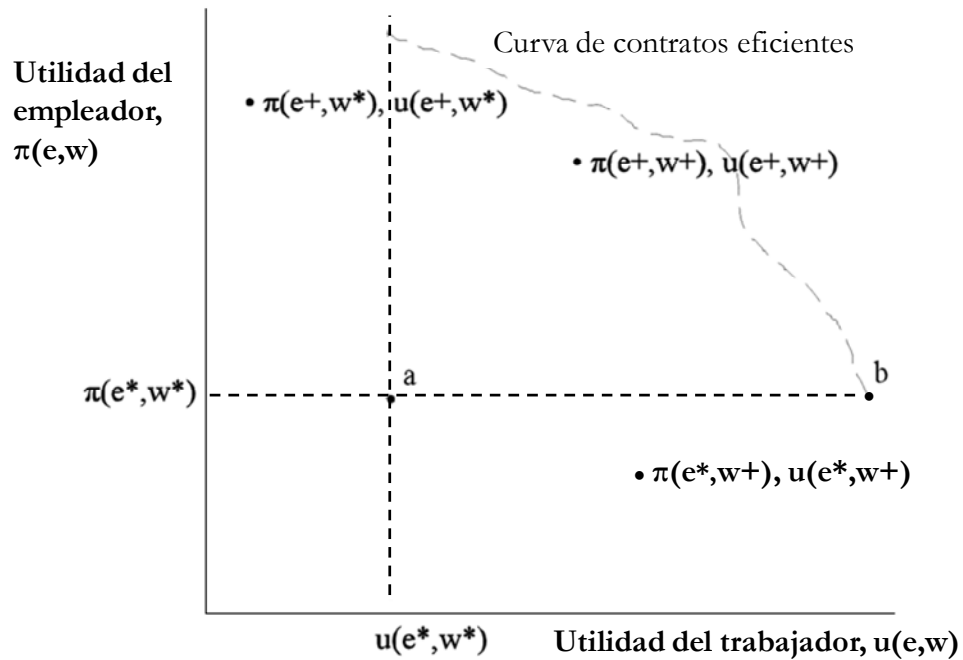 Curva de contratos eficientes
Utilidad del
empleador,
π(e,w)
• π(e+,w*), u(e+,w*)
• π(e+,w+), u(e+,w+)
a
b
π(e*,w*)
• π(e*,w+), u(e*,w+)
u(e*,w*)
Utilidad del trabajador, u(e,w)